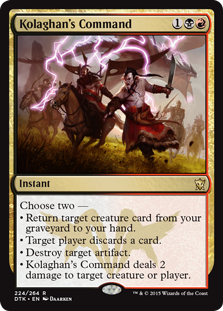 Kolaghan's Command 1
Instant
Choose two —
• Return target creature card from your
graveyard to your hand.
• Target player discards a card.
• Destroy target artifact.
• Kolaghan's Command deals 2
damage to target creature or player.
224/264 R
DTK • EN DAARKEN
™ & © 2015 Wizards of the Coast